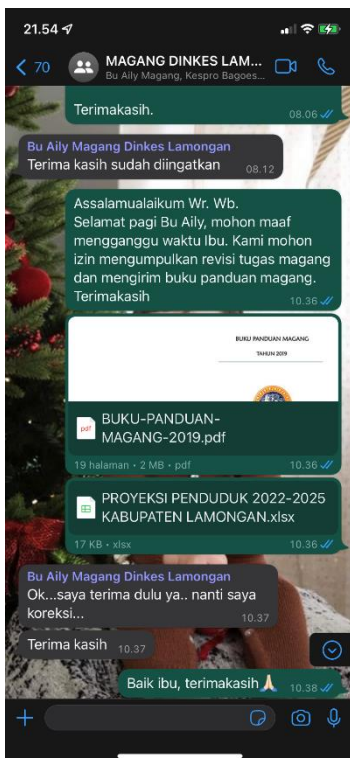 21.54
70
MAGANG DINKES LAM...
Bu Aily Magang, Kespro Bagoes...
Terimakasih.
08.06
Bu Aily Magang Dinkes Lamongan
Terima kasih sudah diingatkan
08.12
Assalamualaikum Wr. Wb.
Selamat pagi Bu Aily, mohon maaf
mengganggu waktu Ibu. Kami mohon
izin mengumpulkan revisi tugas magang
dan mengirim buku panduan magang.
Terimakasih
10.36
BUKU PANDUAN MAGANG
TAHUN 2019
pdf
BUKU-PANDUAN-
MAGANG-2019.pdf
19 halaman • 2 MB • pdf
10.36
PROYEKSI PENDUDUK 2022-2025
KABUPATEN LAMONGAN.xlsx
17 KB • xlsx
10.36
Bu Aily Magang Dinkes Lamongan
Ok...saya terima dulu ya.. nanti saya
koreksi...
10.37
Terima kasih
10.37
Baik ibu, terimakasih🙏🏻
10.38